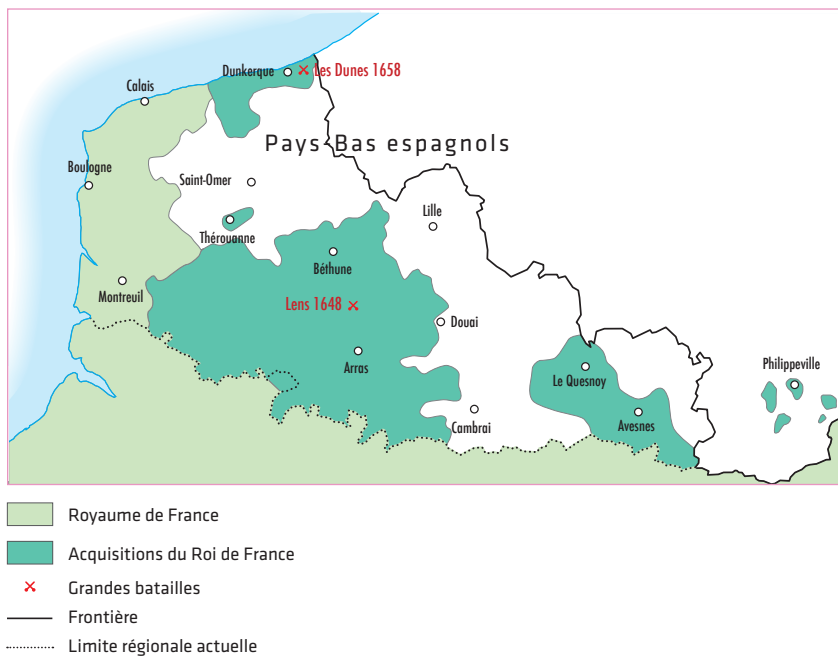 Dunkerque
Les Dunes 1658
Calais
Pays-Bas espagnols
Boulogne
Saint-Omer
Lille
Thérouanne
Béthune
Montreuil
Lens 1648
Douai
Arras
Le Quesnoy
Philippeville
Cambrai
Avesnes
Royaume de France
Acquisitions du Roi de France
Grandes batailles
Frontière
Limite régionale actuelle